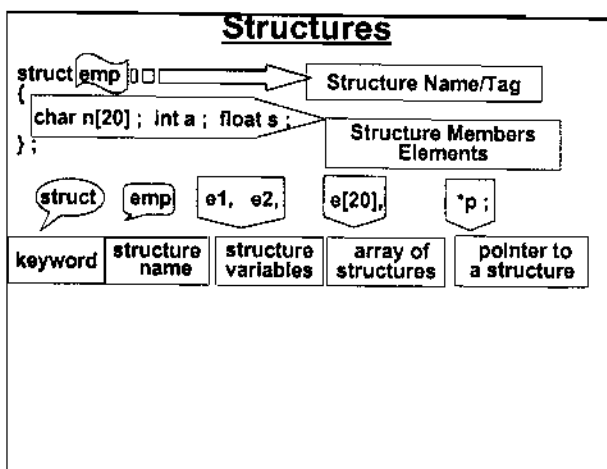 Structures
struct emp
Structure Name/Tag
{
char n[20] ; int a ; float s ;
} ;
Structure Members
Elements
struct emp e1, e2, e[20], *p ;
keyword structure name structure variables array of structures pointer to a structure